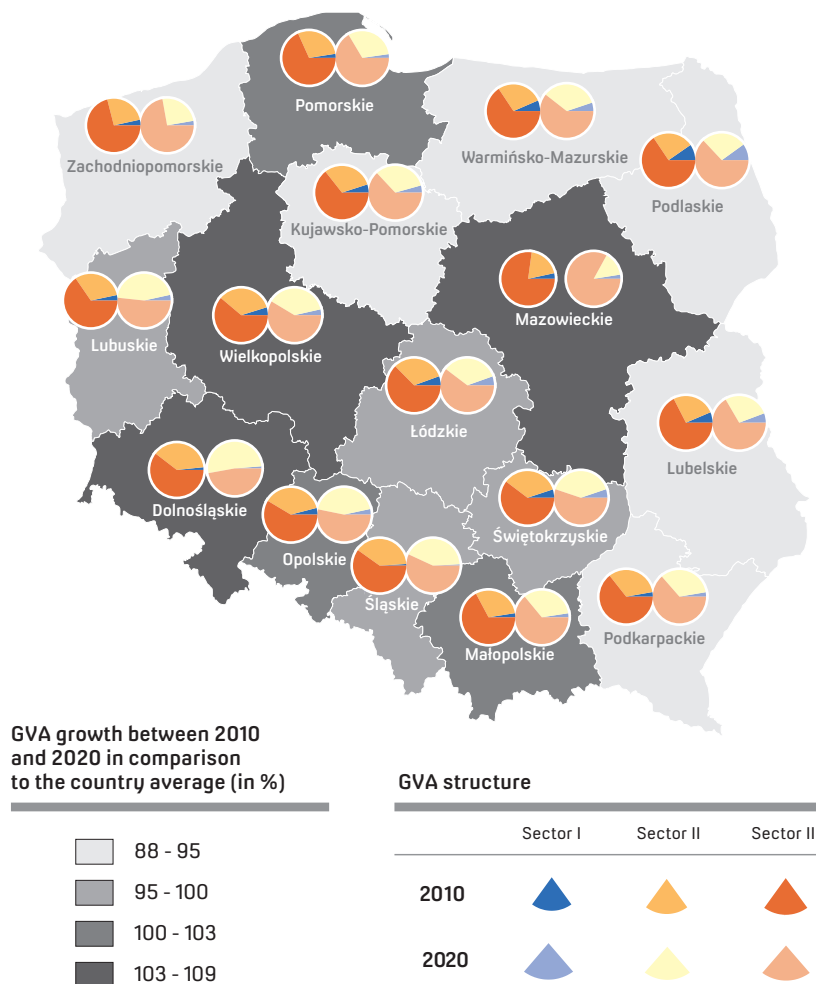 Pomorskie
Warmińsko-Mazurskie
Zachodniopomorskie
Podlaskie
Kujawsko-Pomorskie
Mazowieckie
Lubuskie
Wielkopolskie
Łódzkie
Lubelskie
Dolnośląskie
Świętokrzyskie
Opolskie
Śląskie
Podkarpackie
Małopolskie
GVA growth between 2010
and 2020 in comparison
to the country average (in %)
88 - 95
95 - 100
100 - 103
103 - 109
GVA structure
Sector I Sector II Sector II
2010
2020